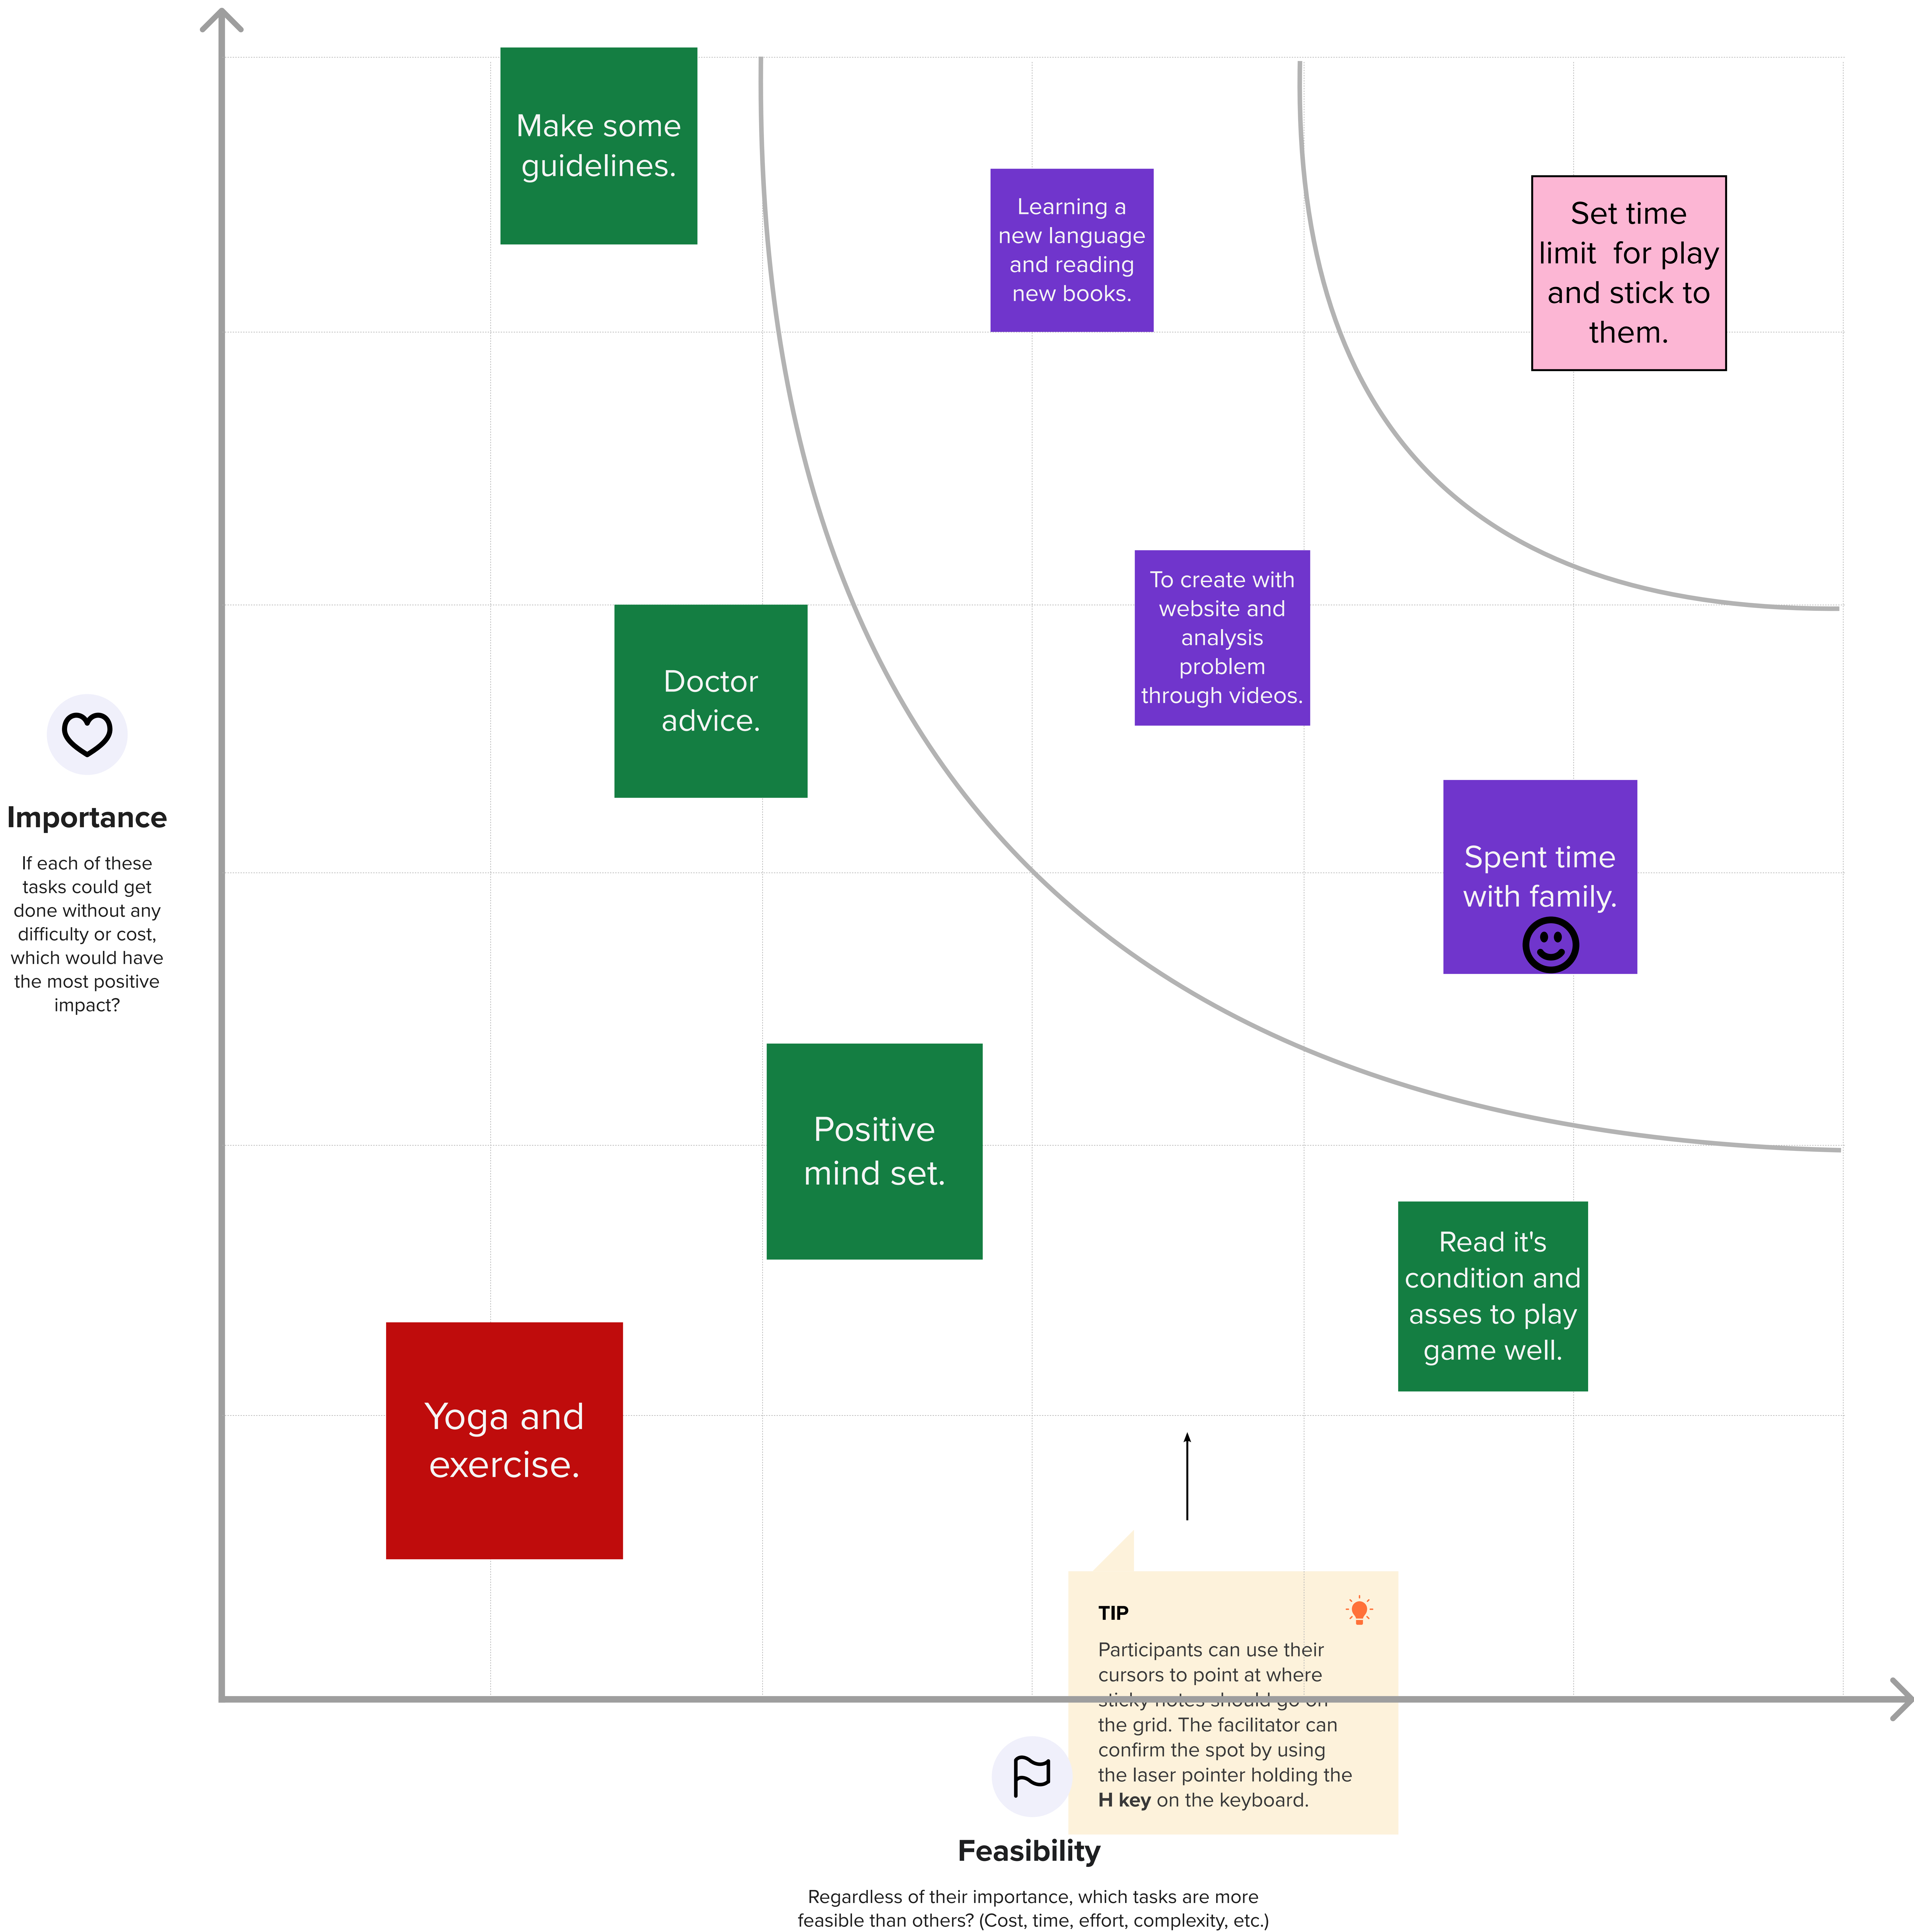 Make some
guidelines.
Learning a
new language
and reading
new books.
Set time
limit  for play
and stick to
them.
To create with
website and
analysis
problem
through videos.
Doctor
advice.
Spent time
with family.
Importance
If each of these
tasks could get
done without any
difficulty or cost,
which would have
the most positive
impact?
Positive
mind set.
Read it's
condition and
asses to play
game well.
Yoga and
exercise.
TIP
Participants can use their
cursors to point at where
sticky notes should go on
the grid. The facilitator can
confirm the spot by using
the laser pointer holding the
H key on the keyboard.
Feasibility
Regardless of their importance, which tasks are more
feasible than others? (Cost, time, effort, complexity, etc.)